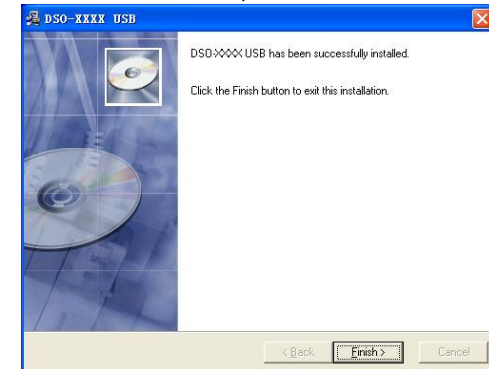 DSO-XXXX USB
DSO-XXXX USB has been successfully installed.
Click the Finish button to exit this installation.
< Back
Finish >
Cancel